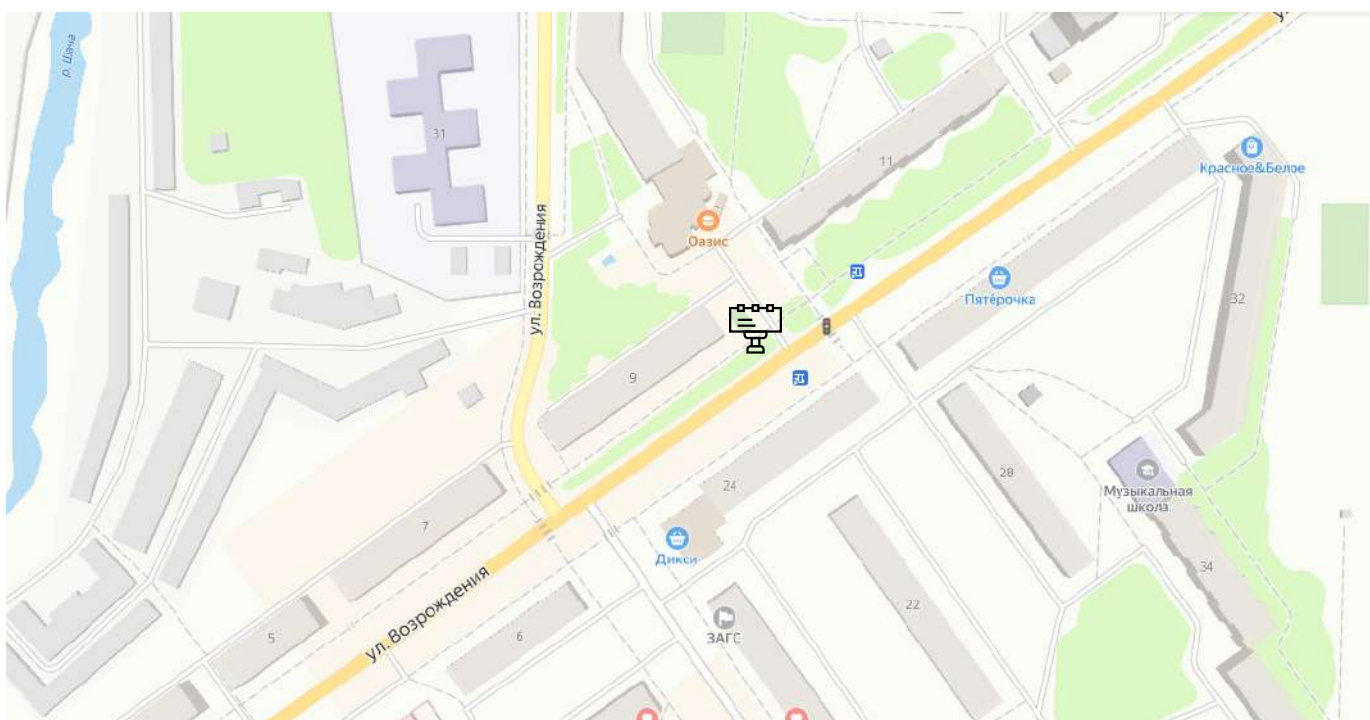 р. Шача
31
ул. Возрождения
11
Красное&Белое
Оазис
Пятёрочка
32
9
28
Музыкальная
школа
24
7
Дикси
34
ул. Возрождения
22
ЗАГС
5
6